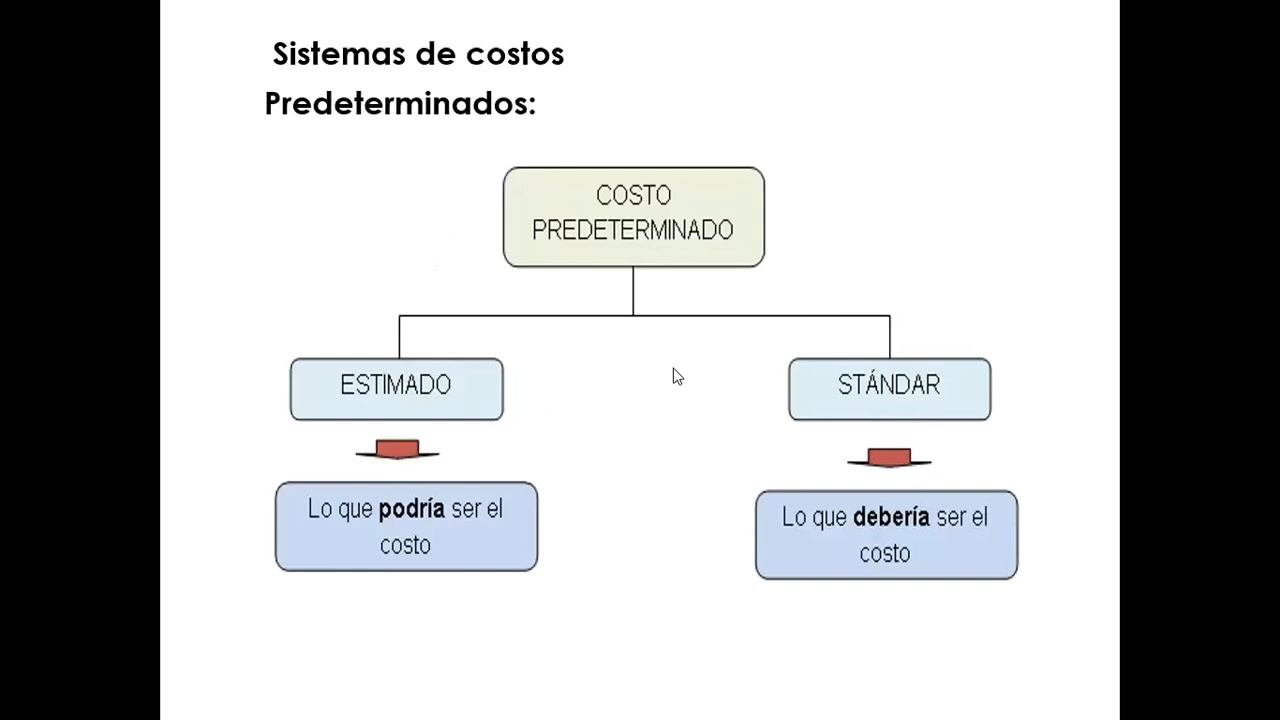 Sistemas de costos
Predeterminados:
COSTO
PREDETERMINADO
ESTIMADO
STÁNDAR
Lo que podría ser el
costo
Lo que debería ser el
costo